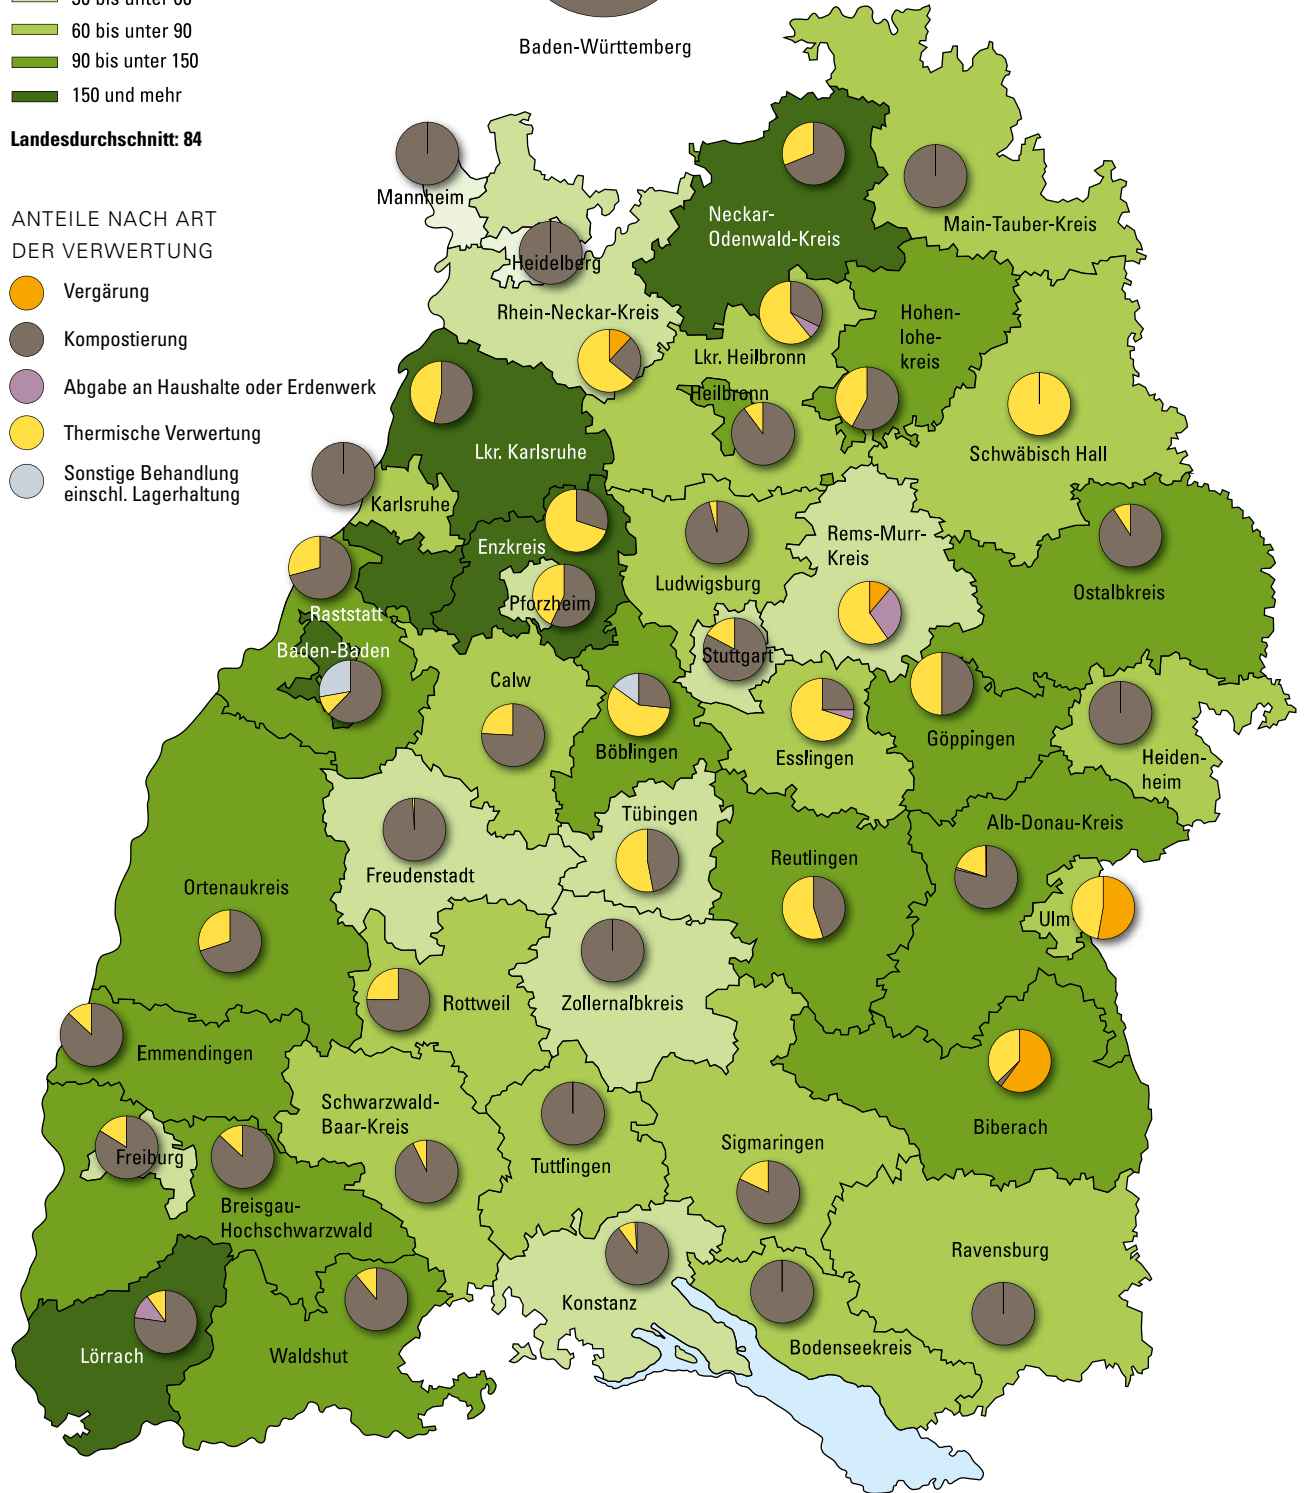 30 bis unter 60
60 bis unter 90
90 bis unter 150
150 und mehr
Landesdurchschnitt: 84
ANTEILE NACH ART
DER VERWERTUNG
Vergärung
Kompostierung
Abgabe an Haushalte oder Erdenwerk
Thermische Verwertung
Sonstige Behandlung
einschl. Lagerhaltung
Baden-Württemberg
Mannheim
Heidelberg
Neckar-
Odenwald-Kreis
Main-Tauber-Kreis
Rhein-Neckar-Kreis
Lkr. Heilbronn
Hohen-
lohe-
kreis
Heilbronn
Schwäbisch Hall
Lkr. Karlsruhe
Karlsruhe
Enzkreis
Pforzheim
Ludwigsburg
Rems-Murr-
Kreis
Ostalbkreis
Raststatt
Baden-Baden
Stuttgart
Calw
Böblingen
Esslingen
Göppingen
Heiden-
heim
Tübingen
Alb-Donau-Kreis
Freudenstadt
Reutlingen
Ortenaukreis
Ulm
Rottweil
Zollernalbkreis
Emmendingen
Schwarzwald-
Baar-Kreis
Biberach
Sigmaringen
Freiburg
Tuttlingen
Breisgau-
Hochschwarzwald
Ravensburg
Konstanz
Bodenseekreis
Lörrach
Waldshut